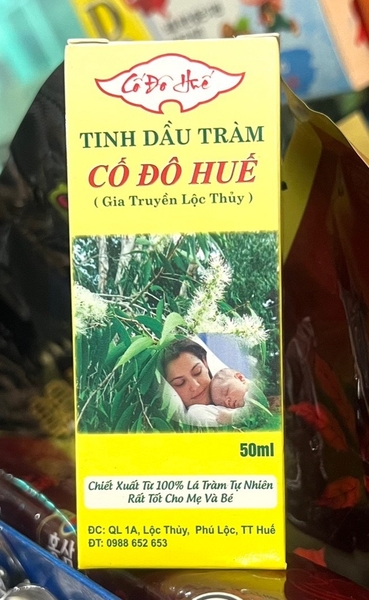 Cố Đô Huế
TINH DẦU TRÀM
CỐ ĐÔ HUẾ
( Gia Truyền Lộc Thủy )
50ml
Chiết Xuất Từ 100% Lá Tràm Tự Nhiên
Rất Tốt Cho Mẹ Và Bé
ĐC: QL 1A, Lộc Thủy, Phú Lộc, TT Huế
ĐT: 0988 652 653
홍삼